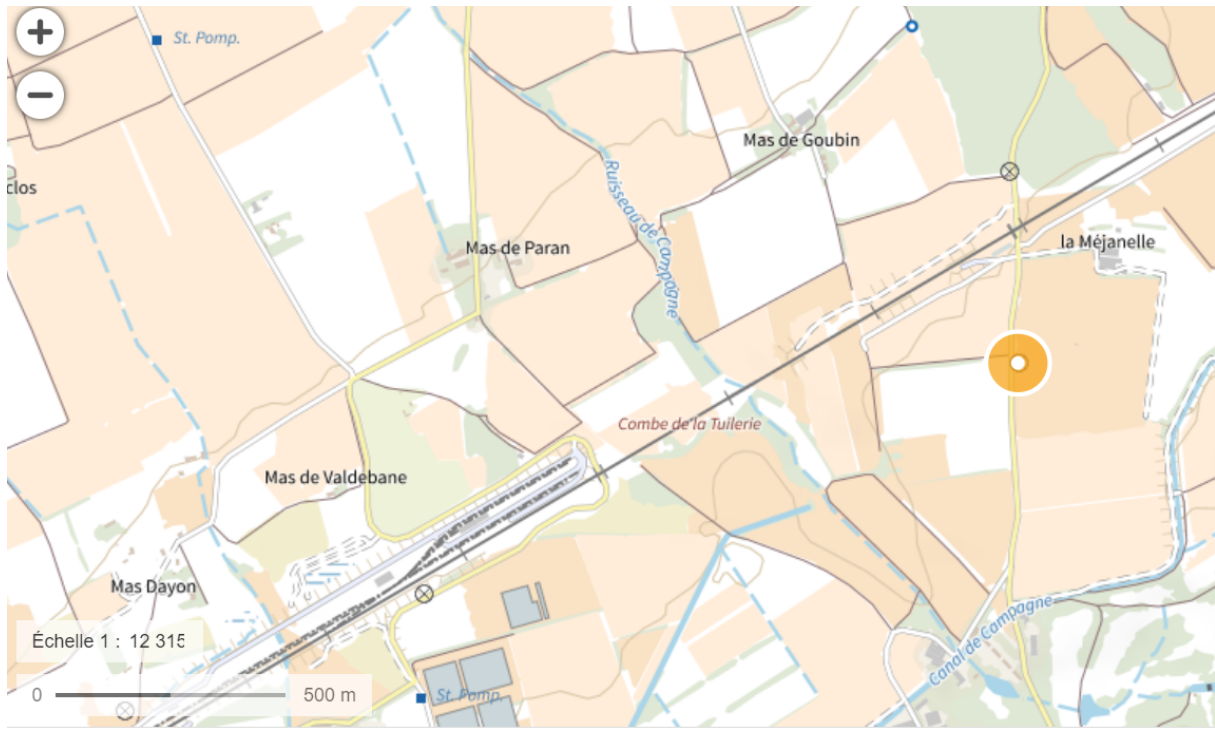 +
St. Pomp.
−
Mas de Goubin
clos
Ruisseau de Campagne
Mas de Paran
la Méjanelle
Combe de la Tuilerie
Mas de Valdebane
Mas Dayon
Canal de Campagne
Échelle 1 : 12 315
0 500 m
St. Pomp.